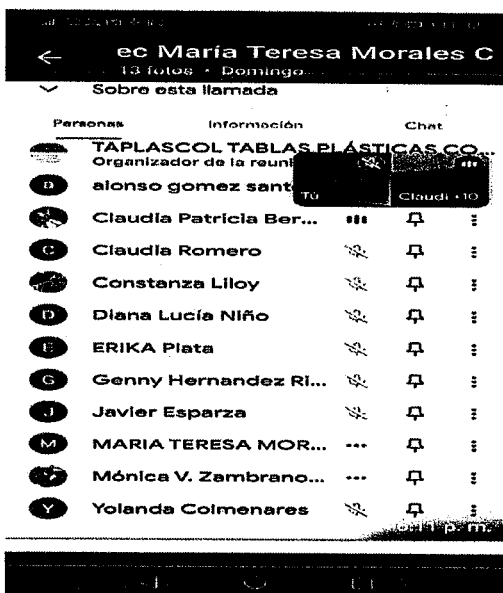 ec María Teresa Morales C
13 fotos • Domingo
Sobre esta llamada
Personas Información Chat
TAPLASCOL TABLAS PLÁSTICAS CO...
Organizador de la reuni
alonso gomez sant
Tú Claudi +10
Claudia Patricia Ber...
C Claudia Romero
Constanza Liloy
D Diana Lucía Niño
E ERIKA Plata
G Genny Hernandez Ri...
J Javier Esparza
M MARIA TERESA MOR...
Mónica V. Zambrano...
Y Yolanda Colmenares
p. m.